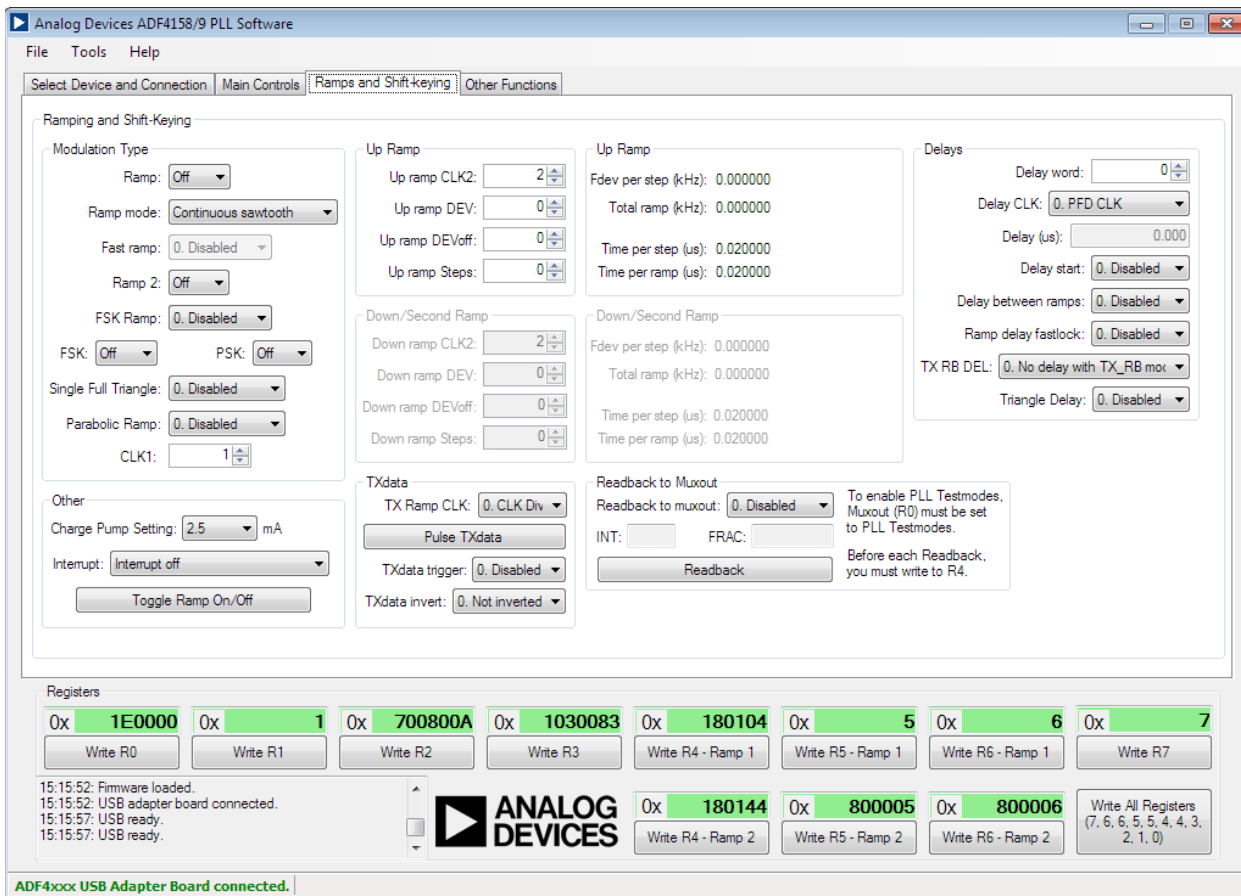 Analog Devices ADF4158/9 PLL Software
File Tools Help
Select Device and Connection Main Controls Ramps and Shift-keying Other Functions
Ramping and Shift-Keying
Modulation Type
Ramp: Off
Ramp mode: Continuous sawtooth
Fast ramp: 0. Disabled
Ramp 2: Off
FSK Ramp: 0. Disabled
FSK: Off PSK: Off
Single Full Triangle: 0. Disabled
Parabolic Ramp: 0. Disabled
CLK1: 1
Other
Charge Pump Setting: 2.5 mA
Interrupt: Interrupt off
Toggle Ramp On/Off
Up Ramp
Up ramp CLK2: 2
Up ramp DEV: 0
Up ramp DEVoff: 0
Up ramp Steps: 0
Down/Second Ramp
Down ramp CLK2: 2
Down ramp DEV: 0
Down ramp DEVoff: 0
Down ramp Steps: 0
TXdata
TX Ramp CLK: 0. CLK Div
Pulse TXdata
TXdata trigger: 0. Disabled
TXdata invert: 0. Not inverted
Up Ramp
Fdev per step (kHz): 0.000000
Total ramp (kHz): 0.000000
Time per step (us): 0.020000
Time per ramp (us): 0.020000
Down/Second Ramp
Fdev per step (kHz): 0.000000
Total ramp (kHz): 0.000000
Time per step (us): 0.020000
Time per ramp (us): 0.020000
Readback to Muxout
Readback to muxout: 0. Disabled
INT: FRAC:
Readback
To enable PLL Testmodes,
Muxout (R0) must be set
to PLL Testmodes.
Before each Readback,
you must write to R4.
Delays
Delay word: 0
Delay CLK: 0. PFD CLK
Delay (us): 0.000
Delay start: 0. Disabled
Delay between ramps: 0. Disabled
Ramp delay fastlock: 0. Disabled
TX RB DEL: 0. No delay with TX_RB moc
Triangle Delay: 0. Disabled
Registers
0x 1E0000 0x 1 0x 700800A 0x 1030083 0x 180104 0x 5 0x 6 0x 7
Write R0 Write R1 Write R2 Write R3 Write R4 - Ramp 1 Write R5 - Ramp 1 Write R6 - Ramp 1 Write R7
15:15:52: Firmware loaded.
15:15:52: USB adapter board connected.
15:15:57: USB ready.
15:15:57: USB ready.
ANALOG
DEVICES
0x 180144 0x 800005 0x 800006
Write R4 - Ramp 2 Write R5 - Ramp 2 Write R6 - Ramp 2
Write All Registers
(7, 6, 6, 5, 5, 4, 4, 3,
2, 1, 0)
ADF4xxx USB Adapter Board connected.